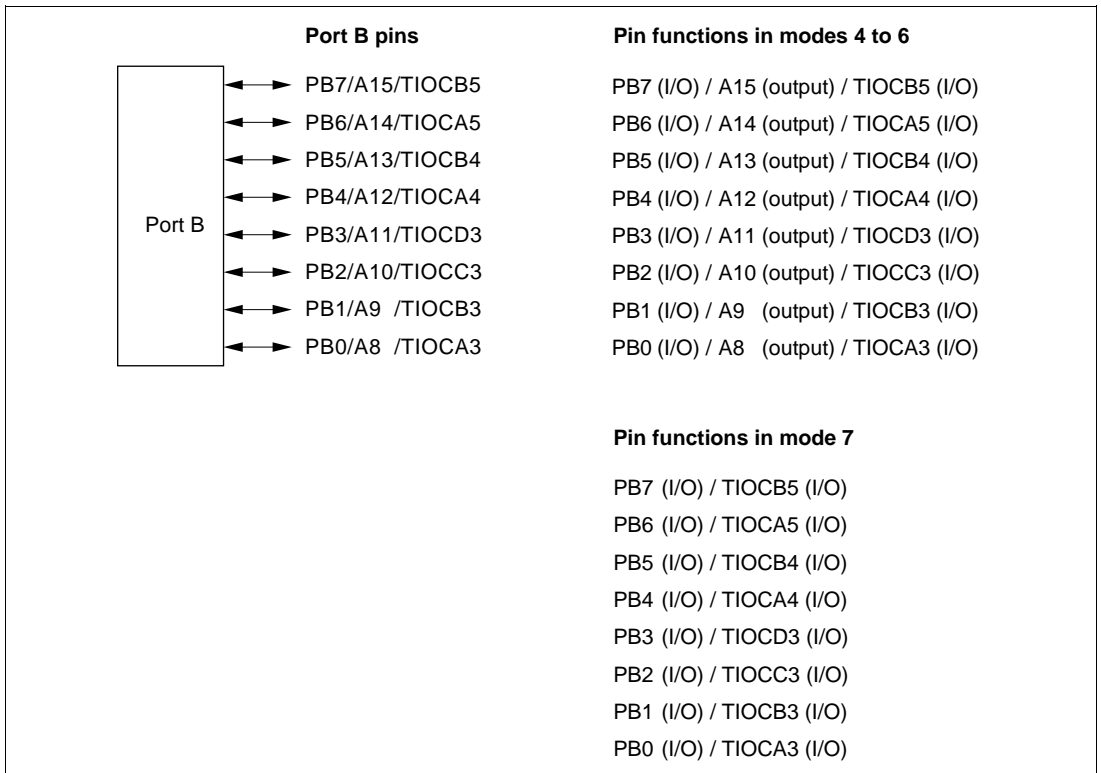 Port B pins
Pin functions in modes 4 to 6
Port B
PB7/A15/TIOCB5
PB7 (I/O) / A15 (output) / TIOCB5 (I/O)
PB6/A14/TIOCA5
PB6 (I/O) / A14 (output) / TIOCA5 (I/O)
PB5/A13/TIOCB4
PB5 (I/O) / A13 (output) / TIOCB4 (I/O)
PB4/A12/TIOCA4
PB4 (I/O) / A12 (output) / TIOCA4 (I/O)
PB3/A11/TIOCD3
PB3 (I/O) / A11 (output) / TIOCD3 (I/O)
PB2/A10/TIOCC3
PB2 (I/O) / A10 (output) / TIOCC3 (I/O)
PB1/A9 /TIOCB3
PB1 (I/O) / A9 (output) / TIOCB3 (I/O)
PB0/A8 /TIOCA3
PB0 (I/O) / A8 (output) / TIOCA3 (I/O)
Pin functions in mode 7
PB7 (I/O) / TIOCB5 (I/O)
PB6 (I/O) / TIOCA5 (I/O)
PB5 (I/O) / TIOCB4 (I/O)
PB4 (I/O) / TIOCA4 (I/O)
PB3 (I/O) / TIOCD3 (I/O)
PB2 (I/O) / TIOCC3 (I/O)
PB1 (I/O) / TIOCB3 (I/O)
PB0 (I/O) / TIOCA3 (I/O)